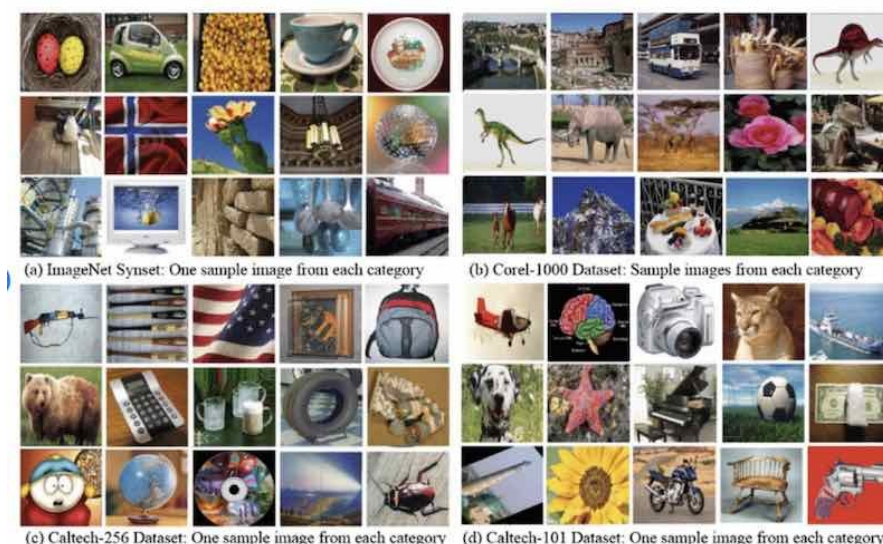 (a) ImageNet Synset: One sample image from each category
(b) Corel-1000 Dataset: Sample images from each category
(c) Caltech-256 Dataset: One sample image from each category
(d) Caltech-101 Dataset: One sample image from each category